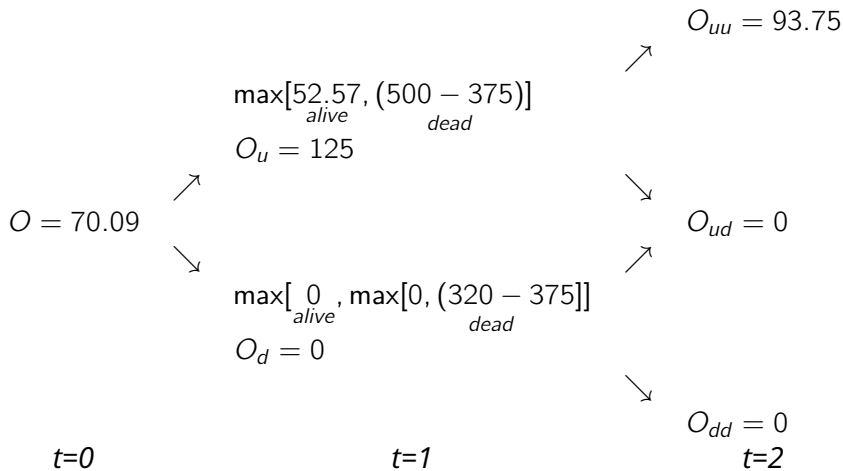 O_uu = 93.75
max[52.57, (500 − 375)]
alive dead
O_u = 125
O = 70.09
O_ud = 0
max[ 0 , max[0, (320 − 375]]
alive dead
O_d = 0
O_dd = 0
t=0 t=1 t=2